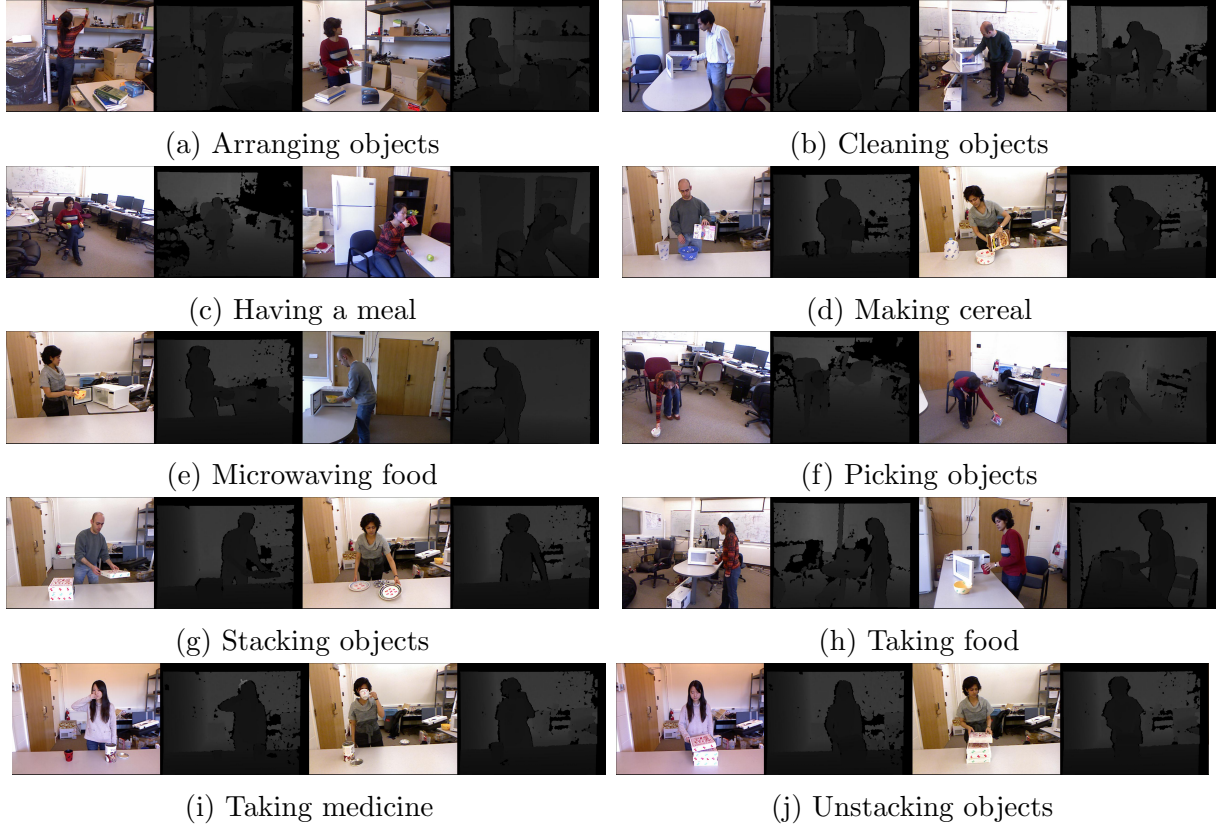 (a) Arranging objects
(b) Cleaning objects
(c) Having a meal
(d) Making cereal
(e) Microwaving food
(f) Picking objects
(g) Stacking objects
(h) Taking food
(i) Taking medicine
(j) Unstacking objects